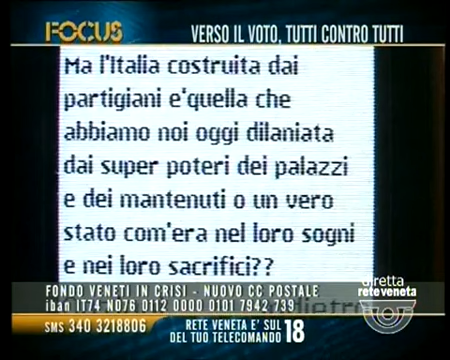 FOCUS
VERSO IL VOTO, TUTTI CONTRO TUTTI
Ma l'Italia costruita dai
partigiani e'quella che
abbiamo noi oggi dilaniata
dai super poteri dei palazzi
e dei mantenuti o un vero
stato com'era nel loro sogni
e nei loro sacrifici??
FONDO VENETI IN CRISI - NUOVO CC POSTALE
iban IT74 N076 0112 0000 0101 7942 739
diretta
reteveneta
SMS 340 3218806
RETE VENETA E' SUL
DEL TUO TELECOMANDO 18